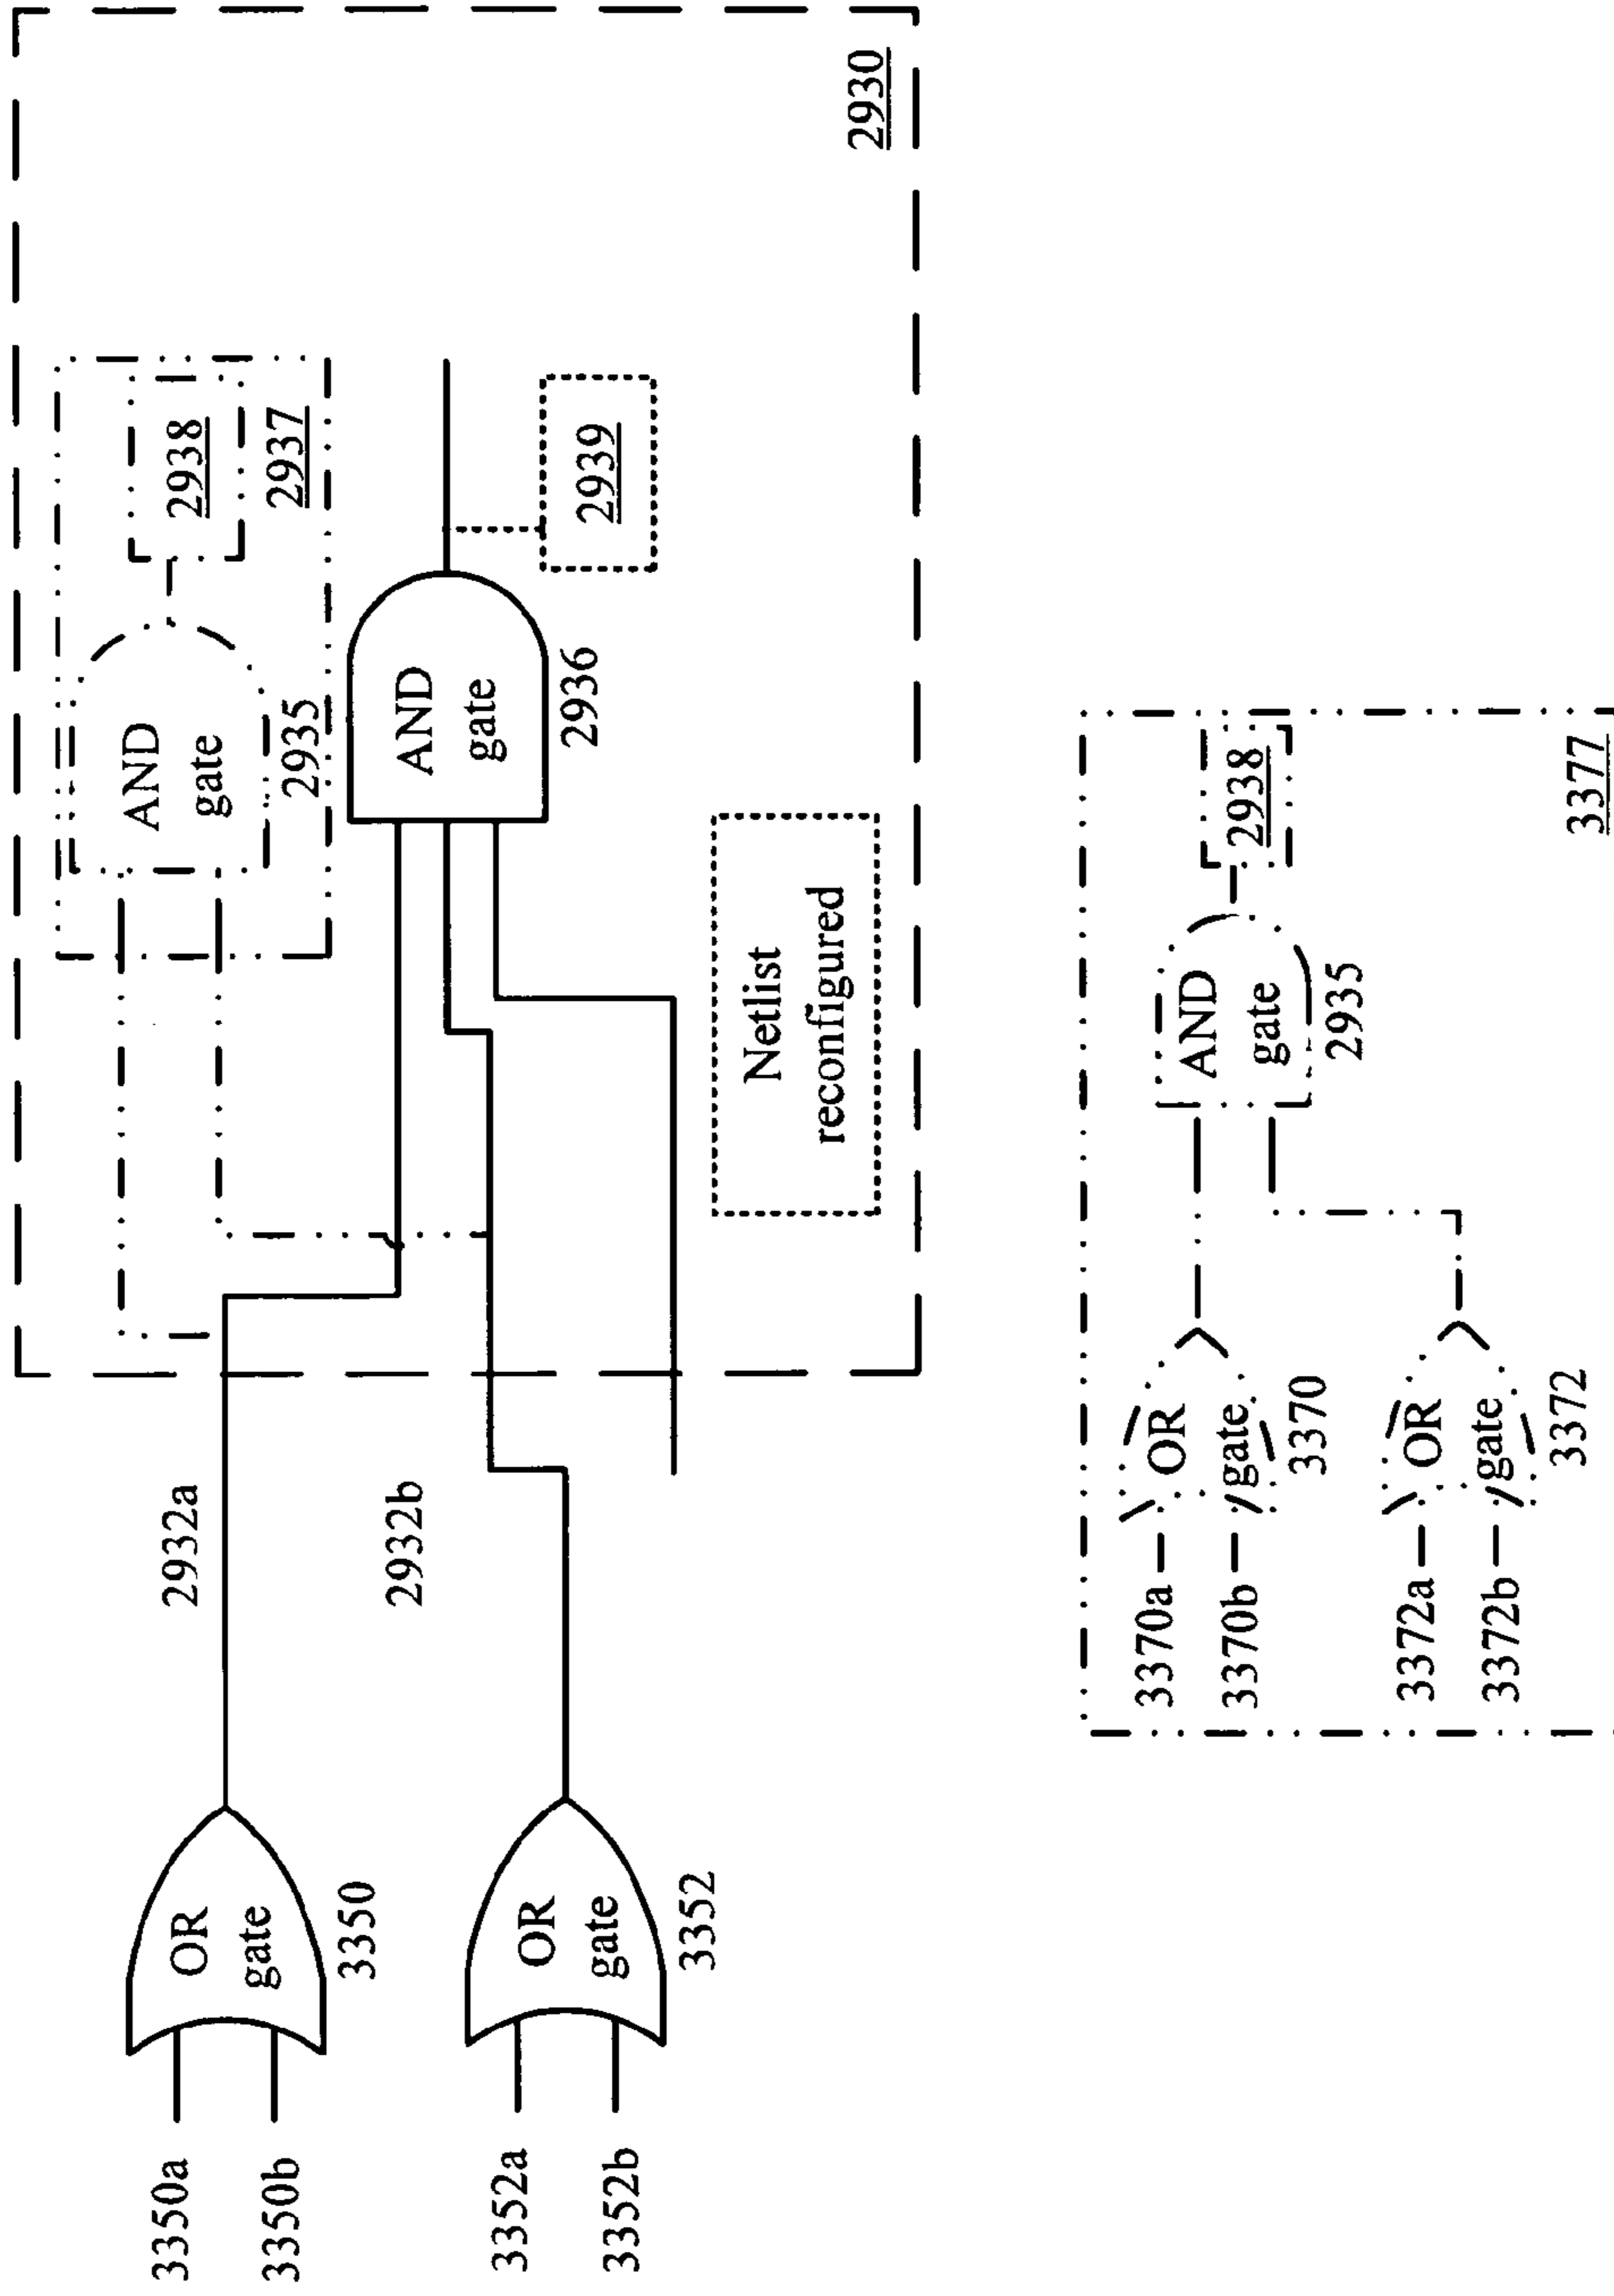 3350a
3350b
OR
gate
3350
3352a
3352b
OR
gate
3352
2932a
2932b
AND
gate
2935
2938
2937
AND
gate
2936
2939
Netlist
reconfigured
2930
3370a
3370b
OR
gate
3370
3372a
3372b
OR
gate
3372
AND
gate
2935
2938
3377